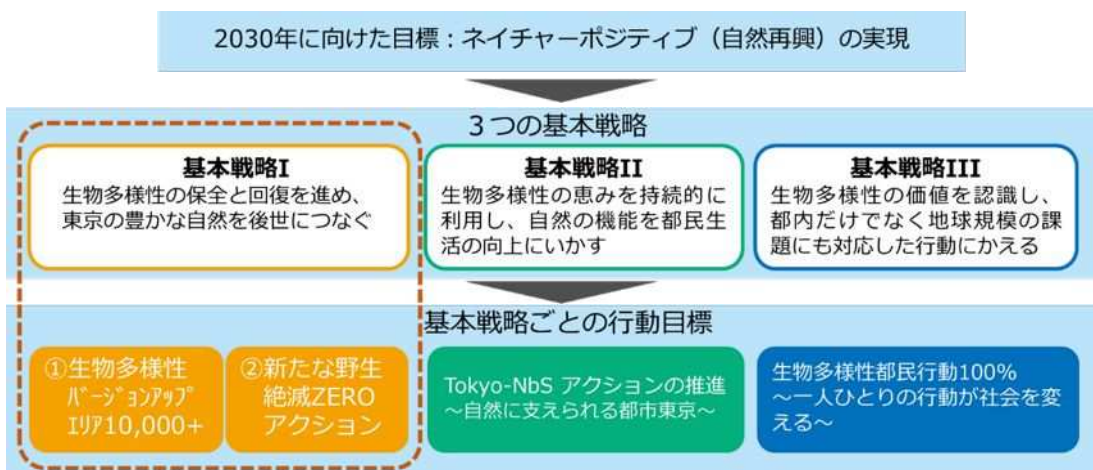 2030年に向けた目標：ネイチャーポジティブ（自然再興）の実現
３つの基本戦略
基本戦略I
生物多様性の保全と回復を進め、
東京の豊かな自然を後世につなぐ
基本戦略II
生物多様性の恵みを持続的に
利用し、自然の機能を都民生
活の向上にいかす
基本戦略III
生物多様性の価値を認識し、
都内だけでなく地球規模の課
題にも対応した行動にかえる
基本戦略ごとの行動目標
①生物多様性
ﾊﾞｰｼﾞｮﾝｱｯﾌﾟ
ｴﾘｱ10,000+
②新たな野生
絶滅ZERO
アクション
Tokyo-NbS アクションの推進
～自然に支えられる都市東京～
生物多様性都民行動100%
～一人ひとりの行動が社会を変
える～